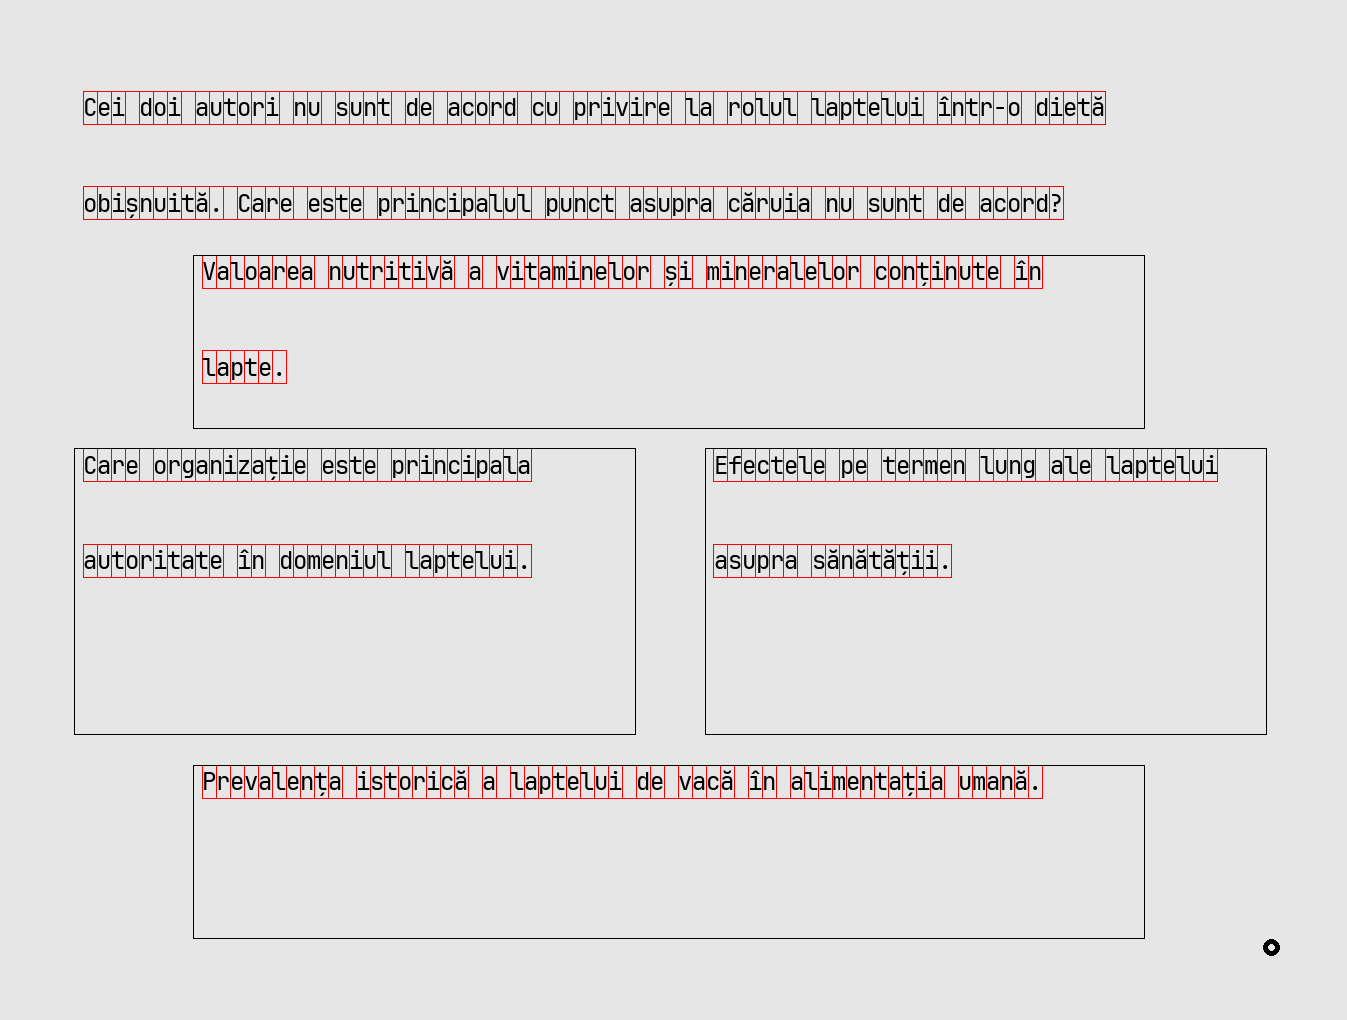 Cei doi autori nu sunt de acord cu privire la rolul laptelui într-o dietă
obișnuită. Care este principalul punct asupra căruia nu sunt de acord?
Valoarea nutritivă a vitaminelor și mineralelor conținute în
lapte.
Care organizație este principala
autoritate în domeniul laptelui.
Efectele pe termen lung ale laptelui
asupra sănătății.
Prevalența istorică a laptelui de vacă în alimentația umană.